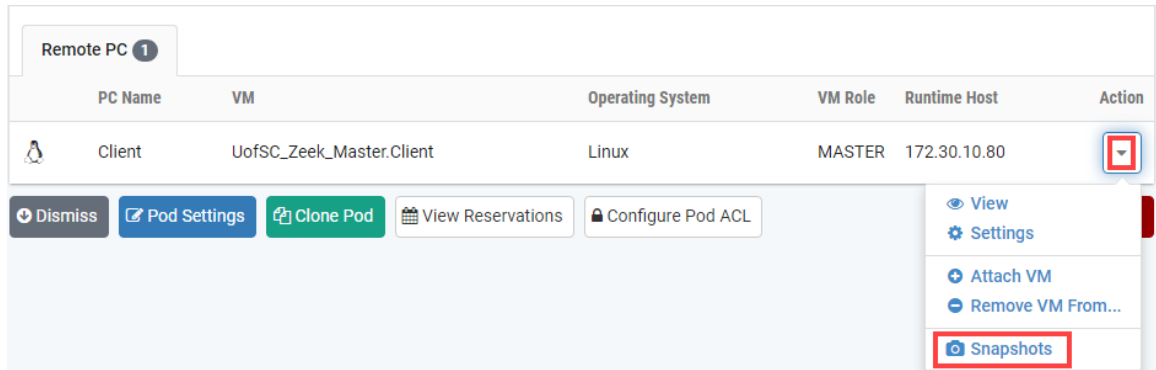 Remote PC 1
PC Name VM Operating System VM Role Runtime Host Action
Client UofSC_Zeek_Master.Client Linux MASTER 172.30.10.80
Dismiss Pod Settings Clone Pod View Reservations Configure Pod ACL
View
Settings
Attach VM
Remove VM From...
Snapshots